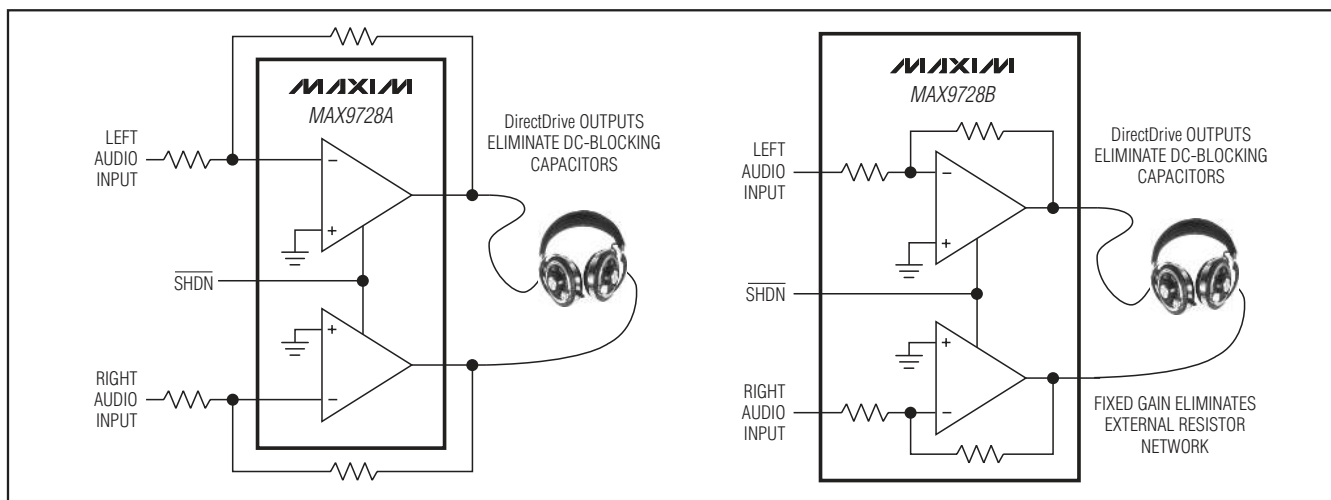 MAXIM
MAX9728A
LEFT
AUDIO
INPUT
−
+
SHDN
+
−
RIGHT
AUDIO
INPUT
DirectDrive OUTPUTS
ELIMINATE DC-BLOCKING
CAPACITORS
MAXIM
MAX9728B
LEFT
AUDIO
INPUT
−
+
SHDN
+
−
RIGHT
AUDIO
INPUT
DirectDrive OUTPUTS
ELIMINATE DC-BLOCKING
CAPACITORS
FIXED GAIN ELIMINATES
EXTERNAL RESISTOR
NETWORK